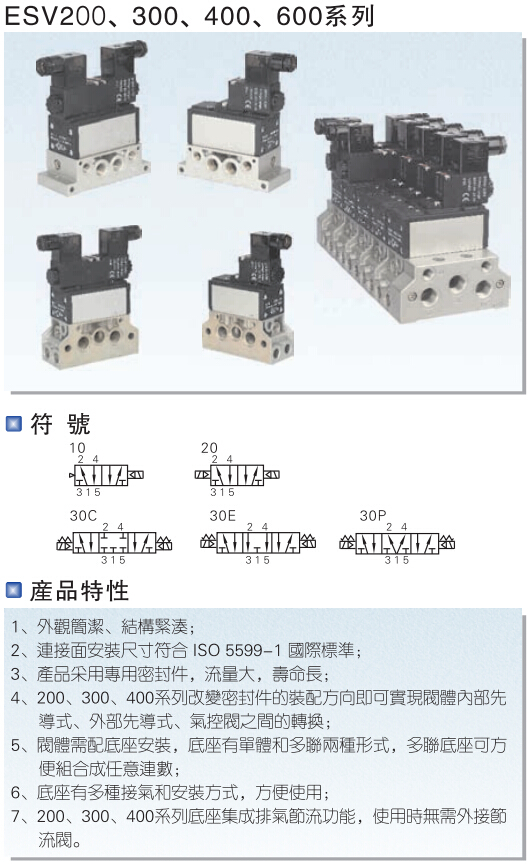 ESV200、300、400、600系列
符 號
10
20
2 4
2 4
3 1 5
3 1 5
30C
30E
30P
2 4
2 4
2 4
3 1 5
3 1 5
3 1 5
産品特性
1、外觀簡潔、結構緊湊；
2、連接面安裝尺寸符合 ISO 5599-1 國際標準；
3、產品采用專用密封件，流量大，壽命長；
4、200、300、400系列改變密封件的裝配方向即可實現閥體內部先
導式、外部先導式、氣控閥之間的轉換；
5、閥體需配底座安裝，底座有單體和多聯兩種形式，多聯底座可方
便組合成任意連數；
6、底座有多種接氣和安裝方式，方便使用；
7、200、300、400系列底座集成排氣節流功能，使用時無需外接節
流閥。